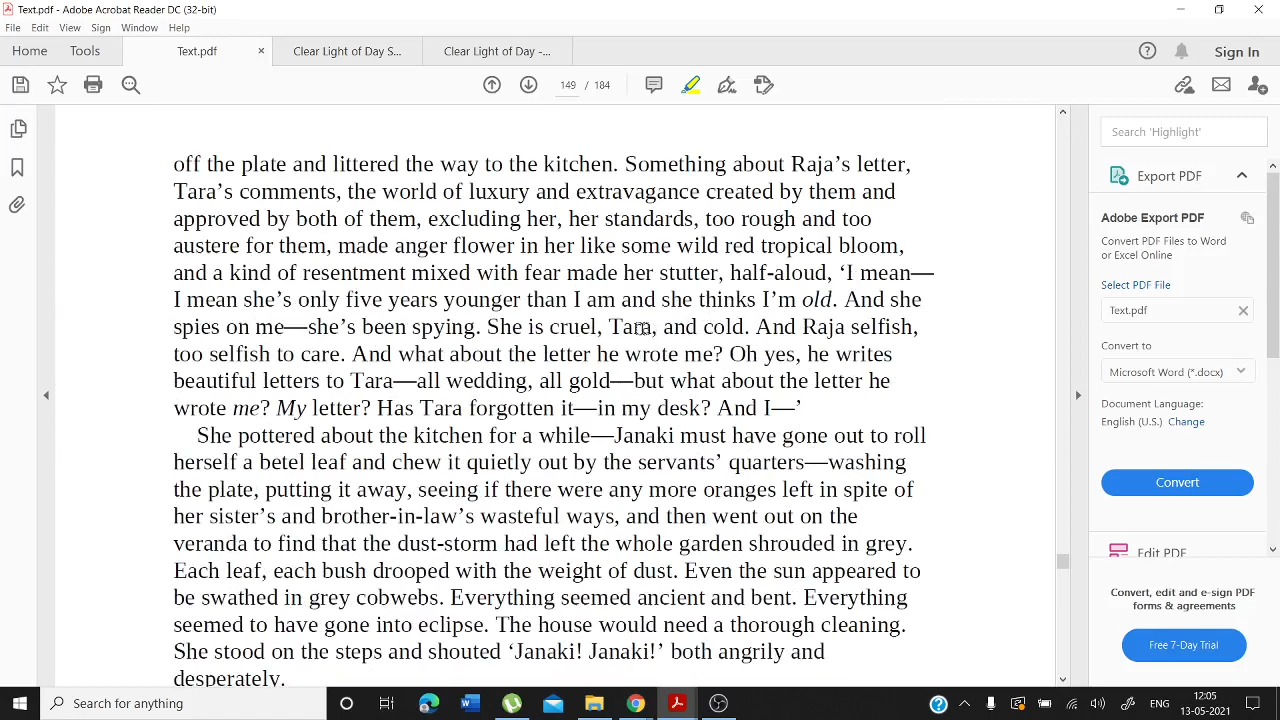 Text.pdf - Adobe Acrobat Reader DC (32-bit)
File Edit View Sign Window Help
Home Tools Text.pdf × Clear Light of Day S... Clear Light of Day -... Sign In
149 / 184
off the plate and littered the way to the kitchen. Something about Raja’s letter,
Tara’s comments, the world of luxury and extravagance created by them and
approved by both of them, excluding her, her standards, too rough and too
austere for them, made anger flower in her like some wild red tropical bloom,
and a kind of resentment mixed with fear made her stutter, half-aloud, ‘I mean—
I mean she’s only five years younger than I am and she thinks I’m old. And she
spies on me—she’s been spying. She is cruel, Tara, and cold. And Raja selfish,
too selfish to care. And what about the letter he wrote me? Oh yes, he writes
beautiful letters to Tara—all wedding, all gold—but what about the letter he
wrote me? My letter? Has Tara forgotten it—in my desk? And I—’
She pottered about the kitchen for a while—Janaki must have gone out to roll
herself a betel leaf and chew it quietly out by the servants’ quarters—washing
the plate, putting it away, seeing if there were any more oranges left in spite of
her sister’s and brother-in-law’s wasteful ways, and then went out on the
veranda to find that the dust-storm had left the whole garden shrouded in grey.
Each leaf, each bush drooped with the weight of dust. Even the sun appeared to
be swathed in grey cobwebs. Everything seemed ancient and bent. Everything
seemed to have gone into eclipse. The house would need a thorough cleaning.
She stood on the steps and shouted ‘Janaki! Janaki!’ both angrily and
desperately.
Search 'Highlight'
Export PDF
Adobe Export PDF
Convert PDF Files to Word
or Excel Online
Select PDF File
Text.pdf
Convert to
Microsoft Word (*.docx)
Document Language:
English (U.S.) Change
Convert
Edit PDF
Convert, edit and e-sign PDF
forms & agreements
Free 7-Day Trial
Search for anything
ENG
12:05
13-05-2021